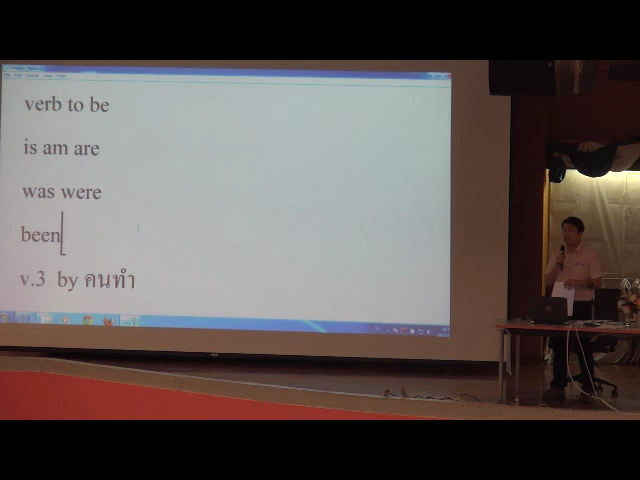 verb to be
is am are
was were
been
v.3 by คนทำ